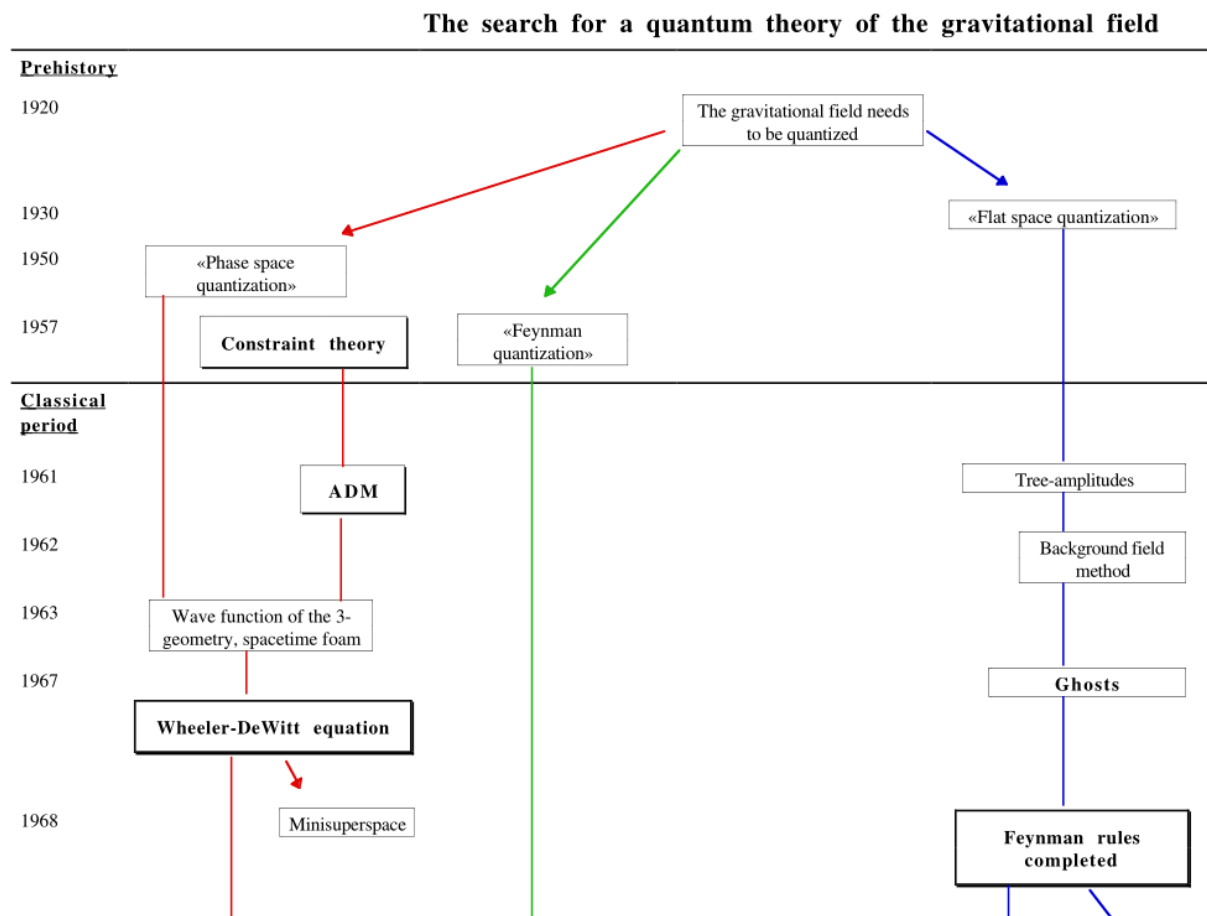 The search for a quantum theory of the gravitational field
Prehistory
1920
The gravitational field needs
to be quantized
1930
«Flat space quantization»
1950
«Phase space
quantization»
1957
Constraint theory
«Feynman
quantization»
Classical
period
1961
ADM
Tree-amplitudes
1962
Background field
method
1963
Wave function of the 3-
geometry, spacetime foam
1967
Ghosts
Wheeler-DeWitt equation
1968
Minisuperspace
Feynman rules
completed